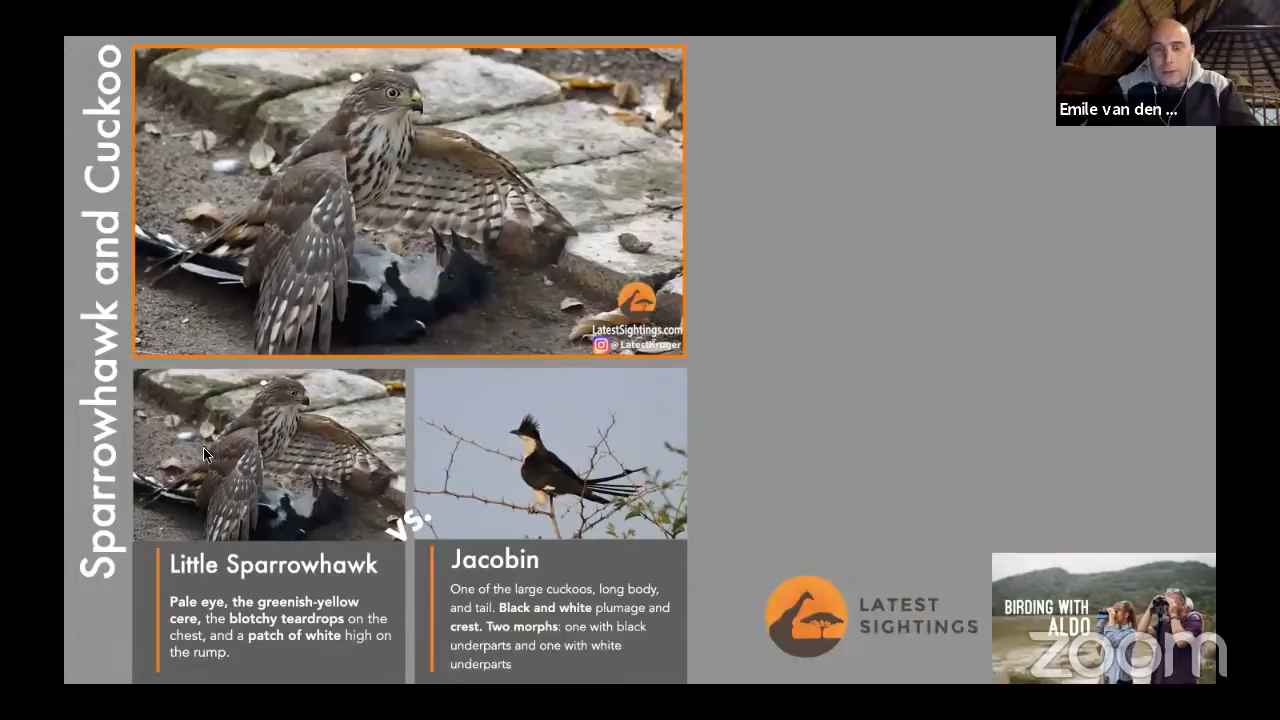 Sparrowhawk and Cuckoo
LatestSightings.com
@LatestKruger
vs.
Little Sparrowhawk
Pale eye, the greenish-yellow
cere, the blotchy teardrops on the
chest, and a patch of white high on
the rump.
Jacobin
One of the large cuckoos, long body,
and tail. Black and white plumage and
crest. Two morphs: one with black
underparts and one with white
underparts
LATEST
SIGHTINGS
BIRDING WITH
ALDO
zoom
Emile van den ...